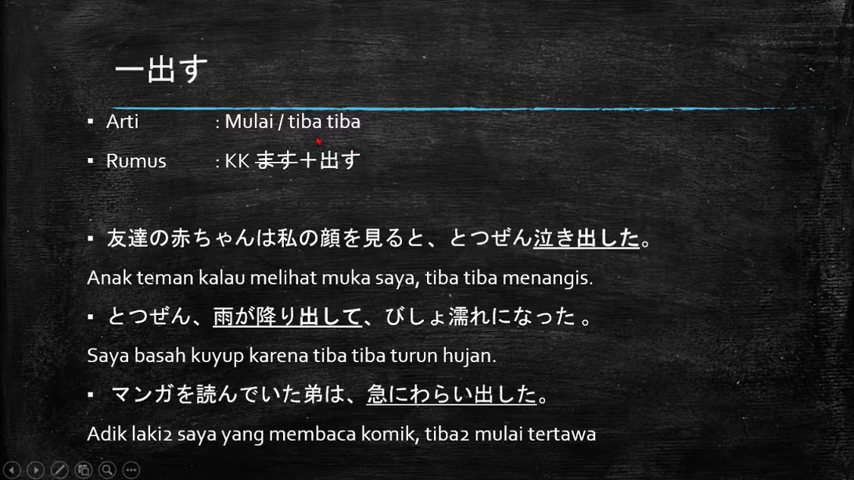 一出す
▪ Arti : Mulai / tiba tiba
▪ Rumus : KK ます＋出す
▪ 友達の赤ちゃんは私の顔を見ると、とつぜん泣き出した。
Anak teman kalau melihat muka saya, tiba tiba menangis.
▪ とつぜん、雨が降り出して、びしょ濡れになった 。
Saya basah kuyup karena tiba tiba turun hujan.
▪ マンガを読んでいた弟は、急にわらい出した。
Adik laki2 saya yang membaca komik, tiba2 mulai tertawa